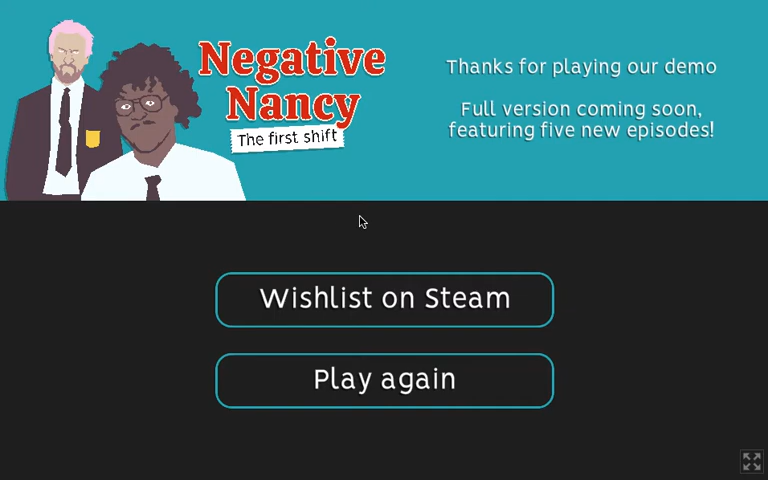 Negative
Nancy
The first shift
Thanks for playing our demo
Full version coming soon,
featuring five new episodes!
Wishlist on Steam
Play again